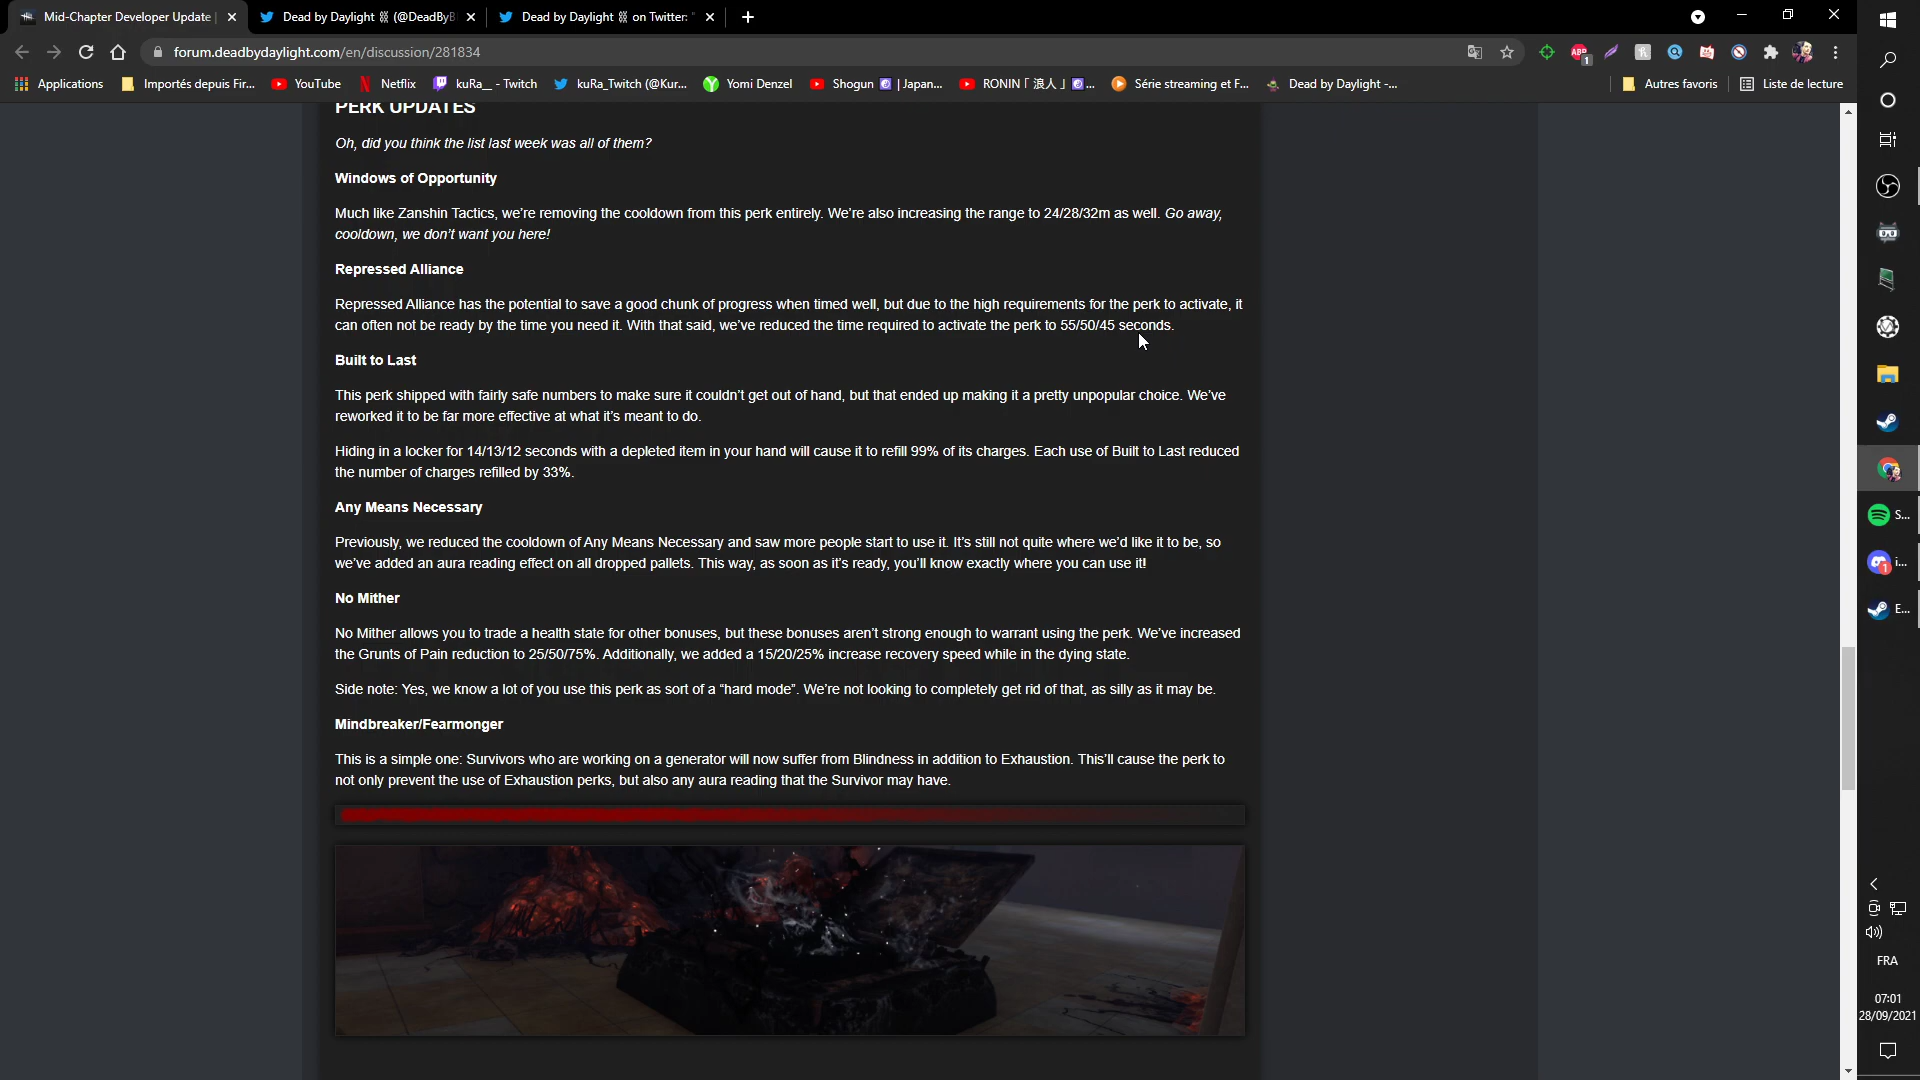 Mid-Chapter Developer Update |
Dead by Daylight ⛓ (@DeadByD
Dead by Daylight ⛓ on Twitter: "
forum.deadbydaylight.com/en/discussion/281834
Applications
Importés depuis Fir...
YouTube
Netflix
kuRa__ - Twitch
kuRa_Twitch (@Kur...
Yomi Denzel
Shogun | Japan...
RONIN「 浪人 」...
Série streaming et F...
Dead by Daylight -...
Autres favoris
Liste de lecture
PERK UPDATES
Oh, did you think the list last week was all of them?
Windows of Opportunity
Much like Zanshin Tactics, we're removing the cooldown from this perk entirely. We're also increasing the range to 24/28/32m as well. Go away,
cooldown, we don't want you here!
Repressed Alliance
Repressed Alliance has the potential to save a good chunk of progress when timed well, but due to the high requirements for the perk to activate, it
can often not be ready by the time you need it. With that said, we've reduced the time required to activate the perk to 55/50/45 seconds.
Built to Last
This perk shipped with fairly safe numbers to make sure it couldn't get out of hand, but that ended up making it a pretty unpopular choice. We've
reworked it to be far more effective at what it's meant to do.
Hiding in a locker for 14/13/12 seconds with a depleted item in your hand will cause it to refill 99% of its charges. Each use of Built to Last reduced
the number of charges refilled by 33%.
Any Means Necessary
Previously, we reduced the cooldown of Any Means Necessary and saw more people start to use it. It's still not quite where we'd like it to be, so
we've added an aura reading effect on all dropped pallets. This way, as soon as it's ready, you'll know exactly where you can use it!
No Mither
No Mither allows you to trade a health state for other bonuses, but these bonuses aren't strong enough to warrant using the perk. We've increased
the Grunts of Pain reduction to 25/50/75%. Additionally, we added a 15/20/25% increase recovery speed while in the dying state.
Side note: Yes, we know a lot of you use this perk as sort of a “hard mode”. We're not looking to completely get rid of that, as silly as it may be.
Mindbreaker/Fearmonger
This is a simple one: Survivors who are working on a generator will now suffer from Blindness in addition to Exhaustion. This'll cause the perk to
not only prevent the use of Exhaustion perks, but also any aura reading that the Survivor may have.
ABP
1
S...
1
i...
E...
FRA
07:01
28/09/2021